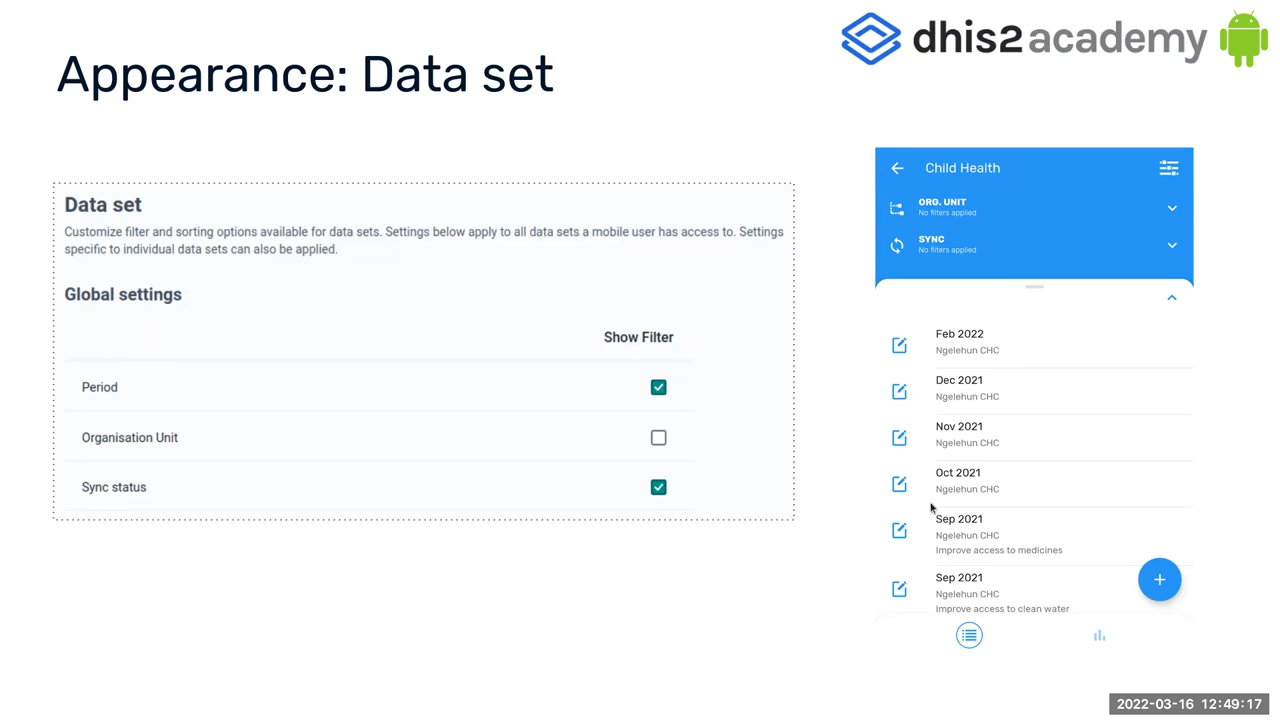 dhis2 academy
Appearance: Data set
Data set
Customize filter and sorting options available for data sets. Settings below apply to all data sets a mobile user has access to. Settings
specific to individual data sets can also be applied.
Global settings
Show Filter
Period
Organisation Unit
Sync status
Child Health
ORG. UNIT
No filters applied
SYNC
No filters applied
Feb 2022
Ngelehun CHC
Dec 2021
Ngelehun CHC
Nov 2021
Ngelehun CHC
Oct 2021
Ngelehun CHC
Sep 2021
Ngelehun CHC
Improve access to medicines
Sep 2021
Ngelehun CHC
Improve access to clean water
2022-03-16 12:49:17